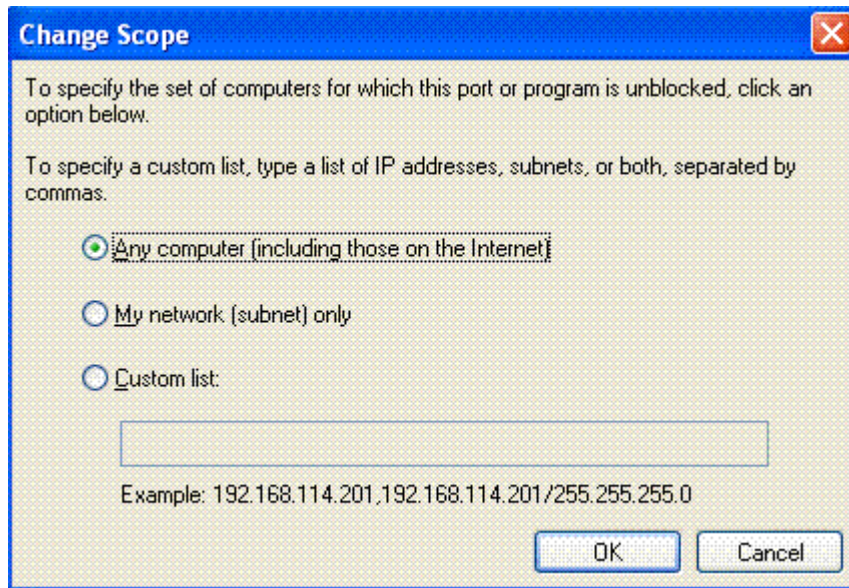 Change Scope
To specify the set of computers for which this port or program is unblocked, click an
option below.
To specify a custom list, type a list of IP addresses, subnets, or both, separated by
commas.
Any computer (including those on the Internet)
My network (subnet) only
Custom list:
Example: 192.168.114.201,192.168.114.201/255.255.255.0
OK Cancel